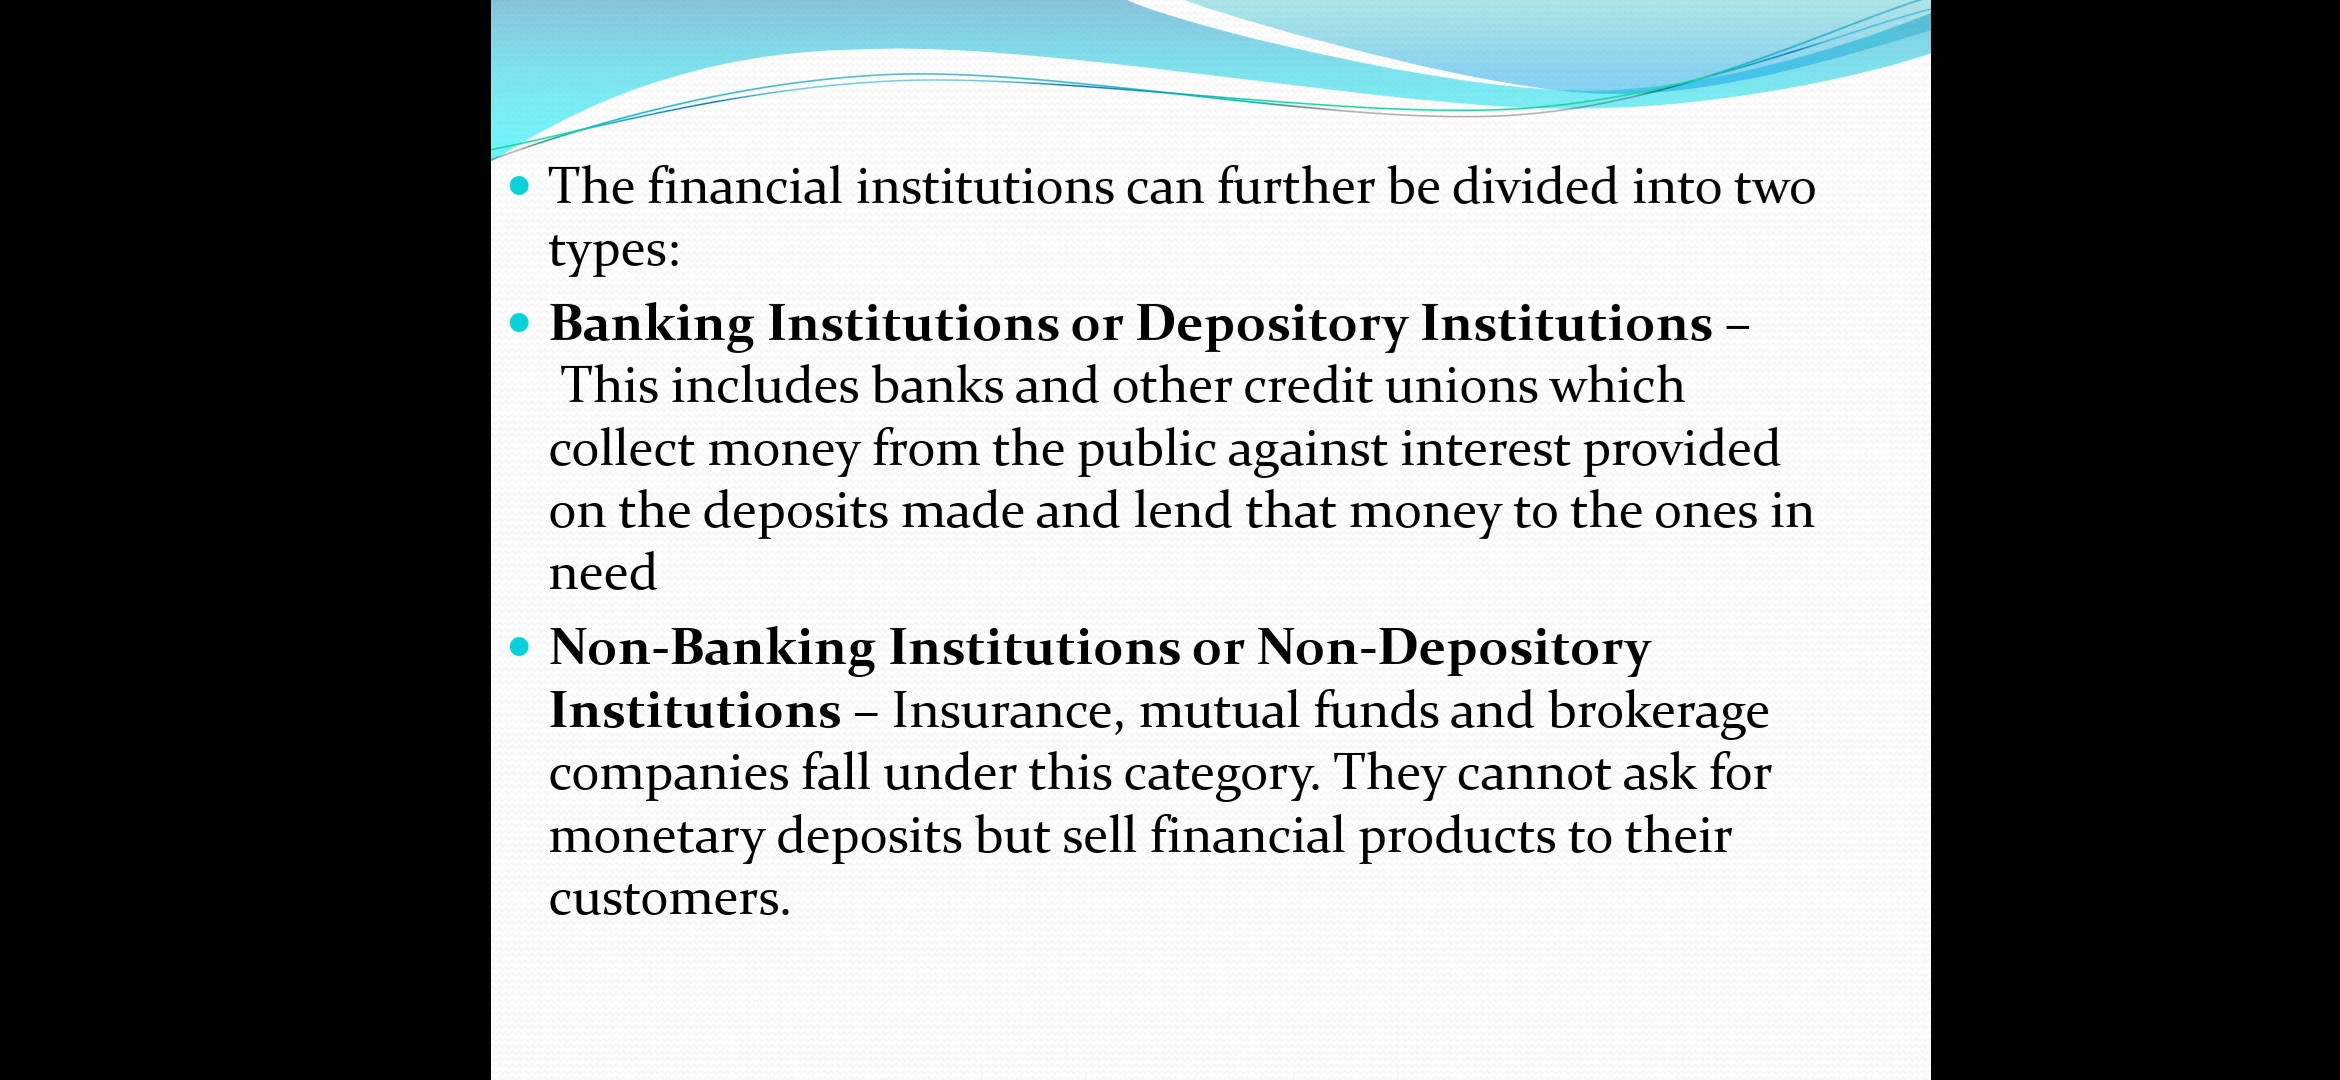 The financial institutions can further be divided into two
types:
Banking Institutions or Depository Institutions –
This includes banks and other credit unions which
collect money from the public against interest provided
on the deposits made and lend that money to the ones in
need
Non-Banking Institutions or Non-Depository
Institutions – Insurance, mutual funds and brokerage
companies fall under this category. They cannot ask for
monetary deposits but sell financial products to their
customers.